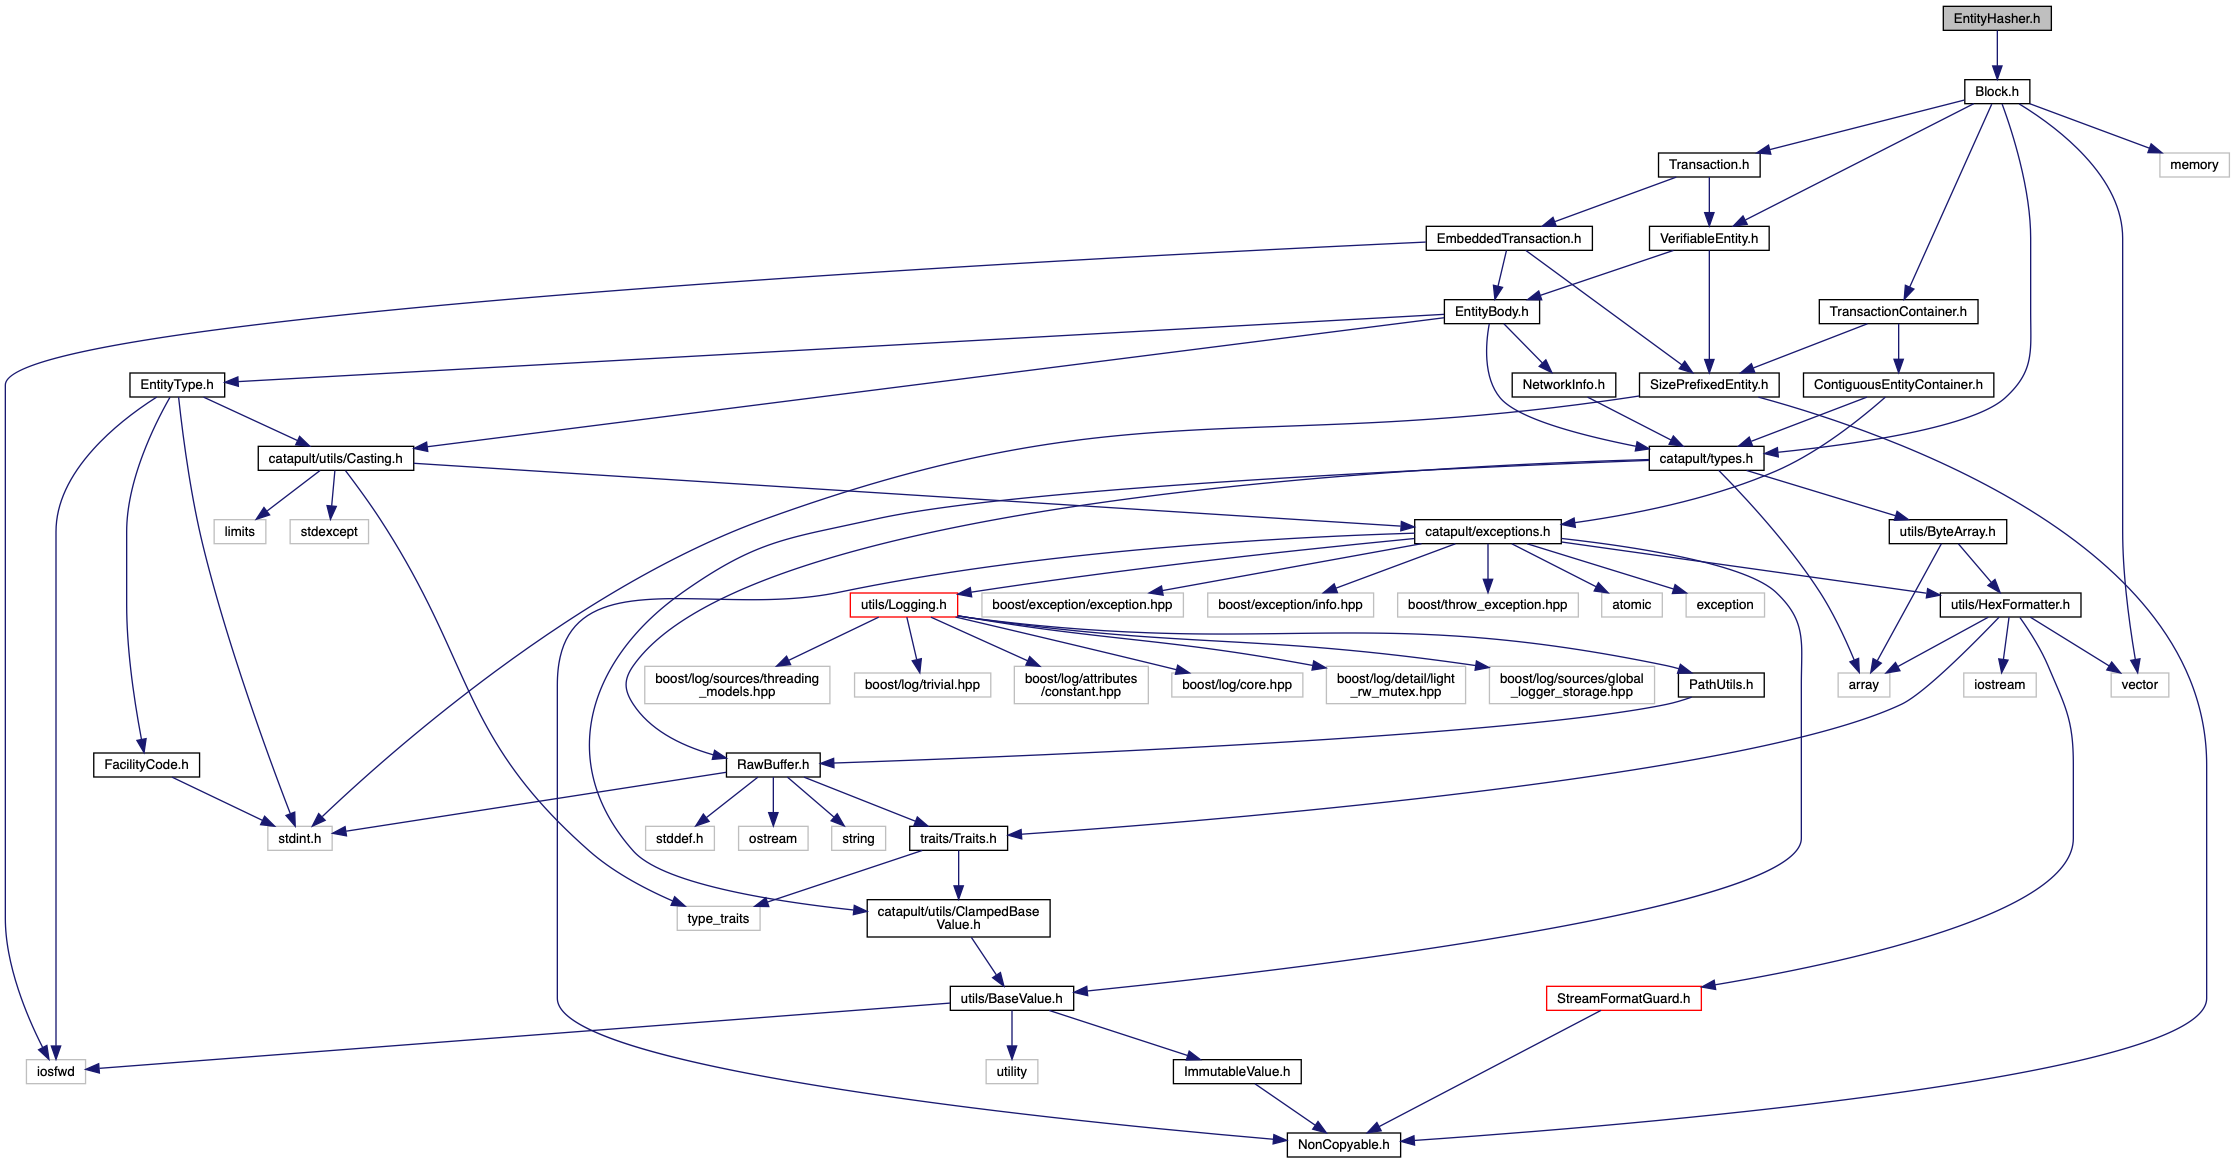 EntityHasher.h
Block.h
Transaction.h
memory
EmbeddedTransaction.h
VerifiableEntity.h
EntityBody.h
TransactionContainer.h
EntityType.h
NetworkInfo.h
SizePrefixedEntity.h
ContiguousEntityContainer.h
catapult/utils/Casting.h
catapult/types.h
limits
stdexcept
catapult/exceptions.h
utils/ByteArray.h
utils/Logging.h
boost/exception/exception.hpp
boost/exception/info.hpp
boost/throw_exception.hpp
atomic
exception
utils/HexFormatter.h
boost/log/sources/threading
_models.hpp
boost/log/trivial.hpp
boost/log/attributes
/constant.hpp
boost/log/core.hpp
boost/log/detail/light
_rw_mutex.hpp
boost/log/sources/global
_logger_storage.hpp
PathUtils.h
array
iostream
vector
FacilityCode.h
RawBuffer.h
stdint.h
stddef.h
ostream
string
traits/Traits.h
type_traits
catapult/utils/ClampedBase
Value.h
utils/BaseValue.h
StreamFormatGuard.h
iosfwd
utility
ImmutableValue.h
NonCopyable.h